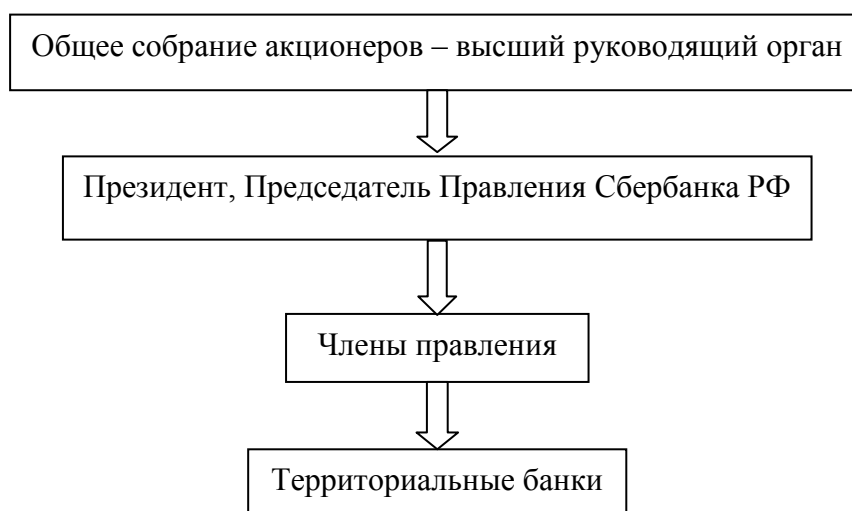 Общее собрание акционеров – высший руководящий орган
Президент, Председатель Правления Сбербанка РФ
Члены правления
Территориальные банки